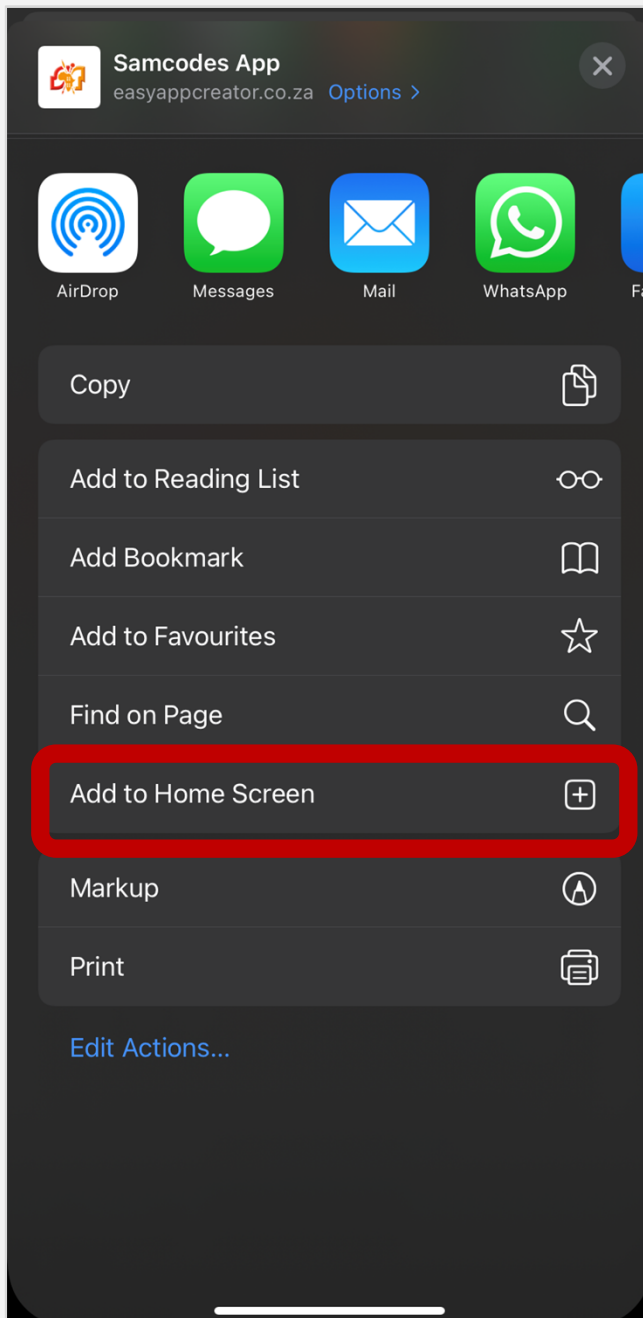 Samcodes App
easyappcreator.co.za Options >
AirDrop Messages Mail WhatsApp
Copy
Add to Reading List
Add Bookmark
Add to Favourites
Find on Page
Add to Home Screen
Markup
Print
Edit Actions...